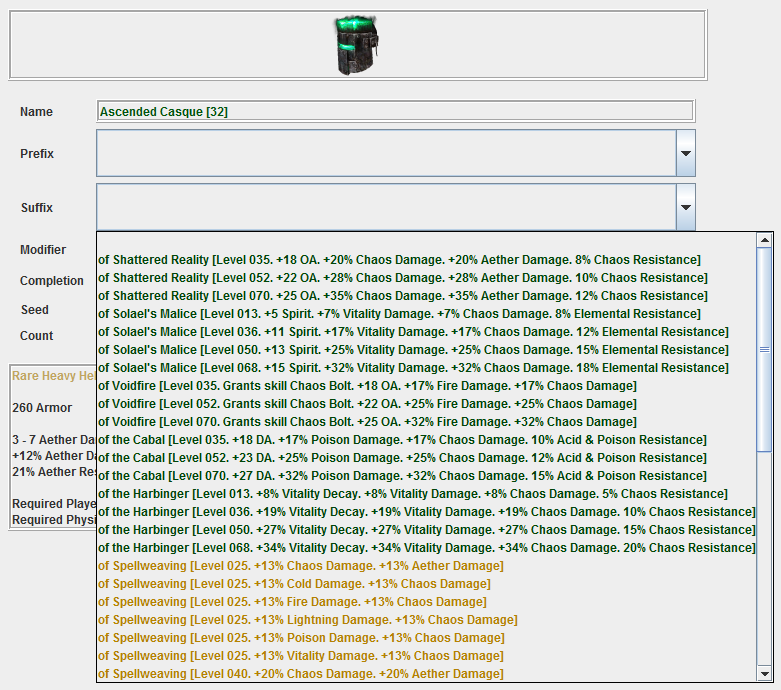 Name
Ascended Casque [32]
Prefix
Suffix
Modifier
Completion
Seed
Count
of Shattered Reality [Level 035. +18 OA. +20% Chaos Damage. +20% Aether Damage. 8% Chaos Resistance]
of Shattered Reality [Level 052. +22 OA. +28% Chaos Damage. +28% Aether Damage. 10% Chaos Resistance]
of Shattered Reality [Level 070. +25 OA. +35% Chaos Damage. +35% Aether Damage. 12% Chaos Resistance]
of Solael's Malice [Level 013. +5 Spirit. +7% Vitality Damage. +7% Chaos Damage. 8% Elemental Resistance]
of Solael's Malice [Level 036. +11 Spirit. +17% Vitality Damage. +17% Chaos Damage. 12% Elemental Resistance]
of Solael's Malice [Level 050. +13 Spirit. +25% Vitality Damage. +25% Chaos Damage. 15% Elemental Resistance]
of Solael's Malice [Level 068. +15 Spirit. +32% Vitality Damage. +32% Chaos Damage. 18% Elemental Resistance]
of Voidfire [Level 035. Grants skill Chaos Bolt. +18 OA. +17% Fire Damage. +17% Chaos Damage]
of Voidfire [Level 052. Grants skill Chaos Bolt. +22 OA. +25% Fire Damage. +25% Chaos Damage]
of Voidfire [Level 070. Grants skill Chaos Bolt. +25 OA. +32% Fire Damage. +32% Chaos Damage]
of the Cabal [Level 035. +18 DA. +17% Poison Damage. +17% Chaos Damage. 10% Acid & Poison Resistance]
of the Cabal [Level 052. +23 DA. +25% Poison Damage. +25% Chaos Damage. 12% Acid & Poison Resistance]
of the Cabal [Level 070. +27 DA. +32% Poison Damage. +32% Chaos Damage. 15% Acid & Poison Resistance]
of the Harbinger [Level 013. +8% Vitality Decay. +8% Vitality Damage. +8% Chaos Damage. 5% Chaos Resistance]
of the Harbinger [Level 036. +19% Vitality Decay. +19% Vitality Damage. +19% Chaos Damage. 10% Chaos Resistance]
of the Harbinger [Level 050. +27% Vitality Decay. +27% Vitality Damage. +27% Chaos Damage. 15% Chaos Resistance]
of the Harbinger [Level 068. +34% Vitality Decay. +34% Vitality Damage. +34% Chaos Damage. 20% Chaos Resistance]
of Spellweaving [Level 025. +13% Chaos Damage. +13% Aether Damage]
of Spellweaving [Level 025. +13% Cold Damage. +13% Chaos Damage]
of Spellweaving [Level 025. +13% Fire Damage. +13% Chaos Damage]
of Spellweaving [Level 025. +13% Lightning Damage. +13% Chaos Damage]
of Spellweaving [Level 025. +13% Poison Damage. +13% Chaos Damage]
of Spellweaving [Level 025. +13% Vitality Damage. +13% Chaos Damage]
of Spellweaving [Level 040. +20% Chaos Damage. +20% Aether Damage]
Rare Heavy Hel
260 Armor
3 - 7 Aether Da
+12% Aether D
21% Aether Res
Required Playe
Required Physi